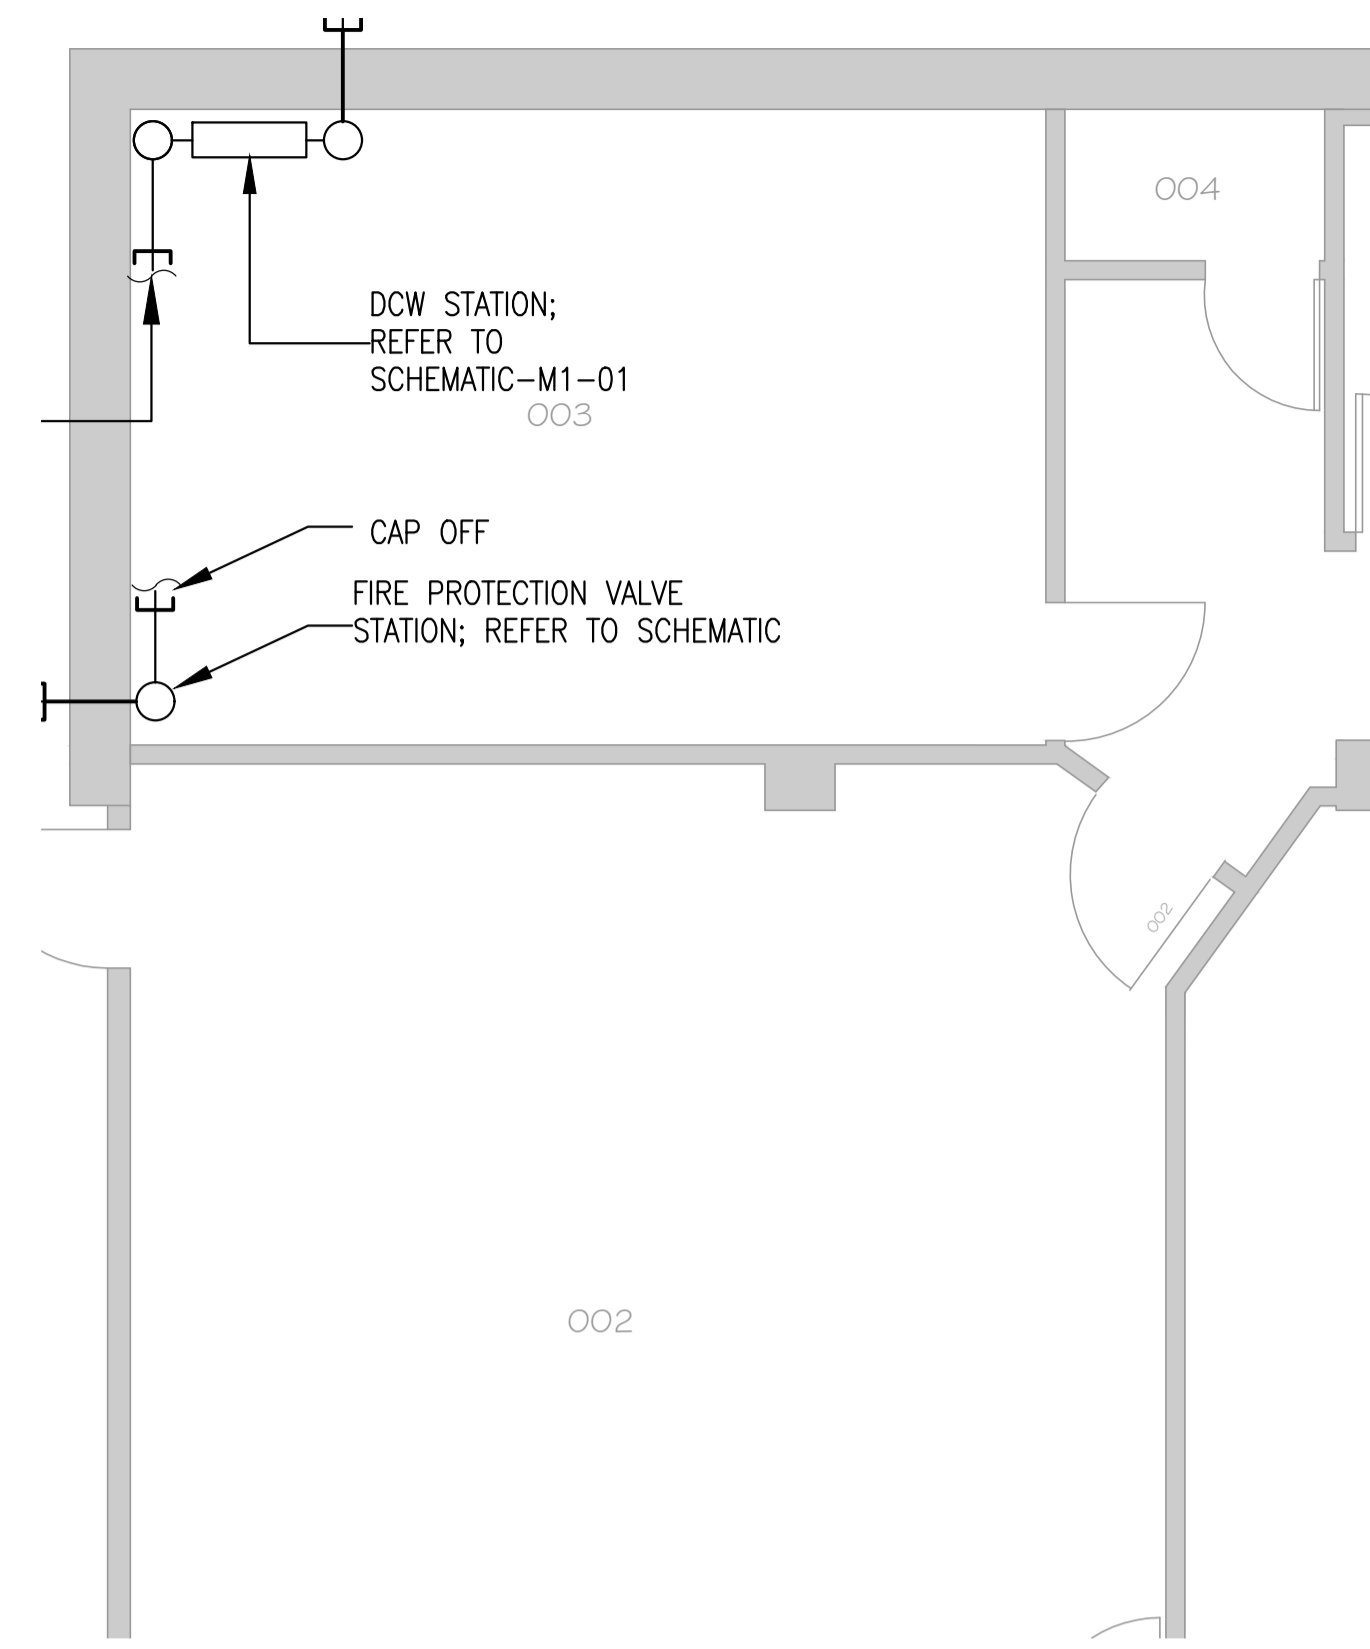 004
DCW STATION;
REFER TO
SCHEMATIC-M1-01
003
CAP OFF
FIRE PROTECTION VALVE
STATION; REFER TO SCHEMATIC
002
002